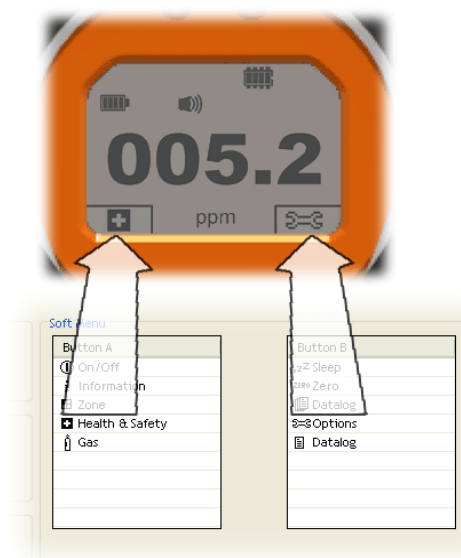 005.2
ppm
Soft Menu
Button A
On/Off
Information
Zone
Health & Safety
Gas
Button B
zZ Sleep
ZERO Zero
Datalog
Options
Datalog